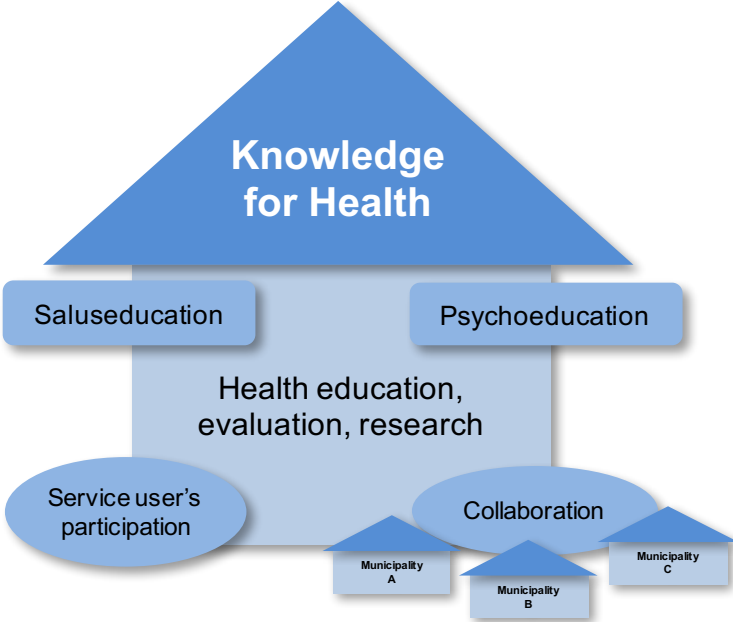 Knowledge
for Health
Saluseducation
Psychoeducation
Health education,
evaluation, research
Service user's
participation
Collaboration
Municipality
A
Municipality
B
Municipality
C